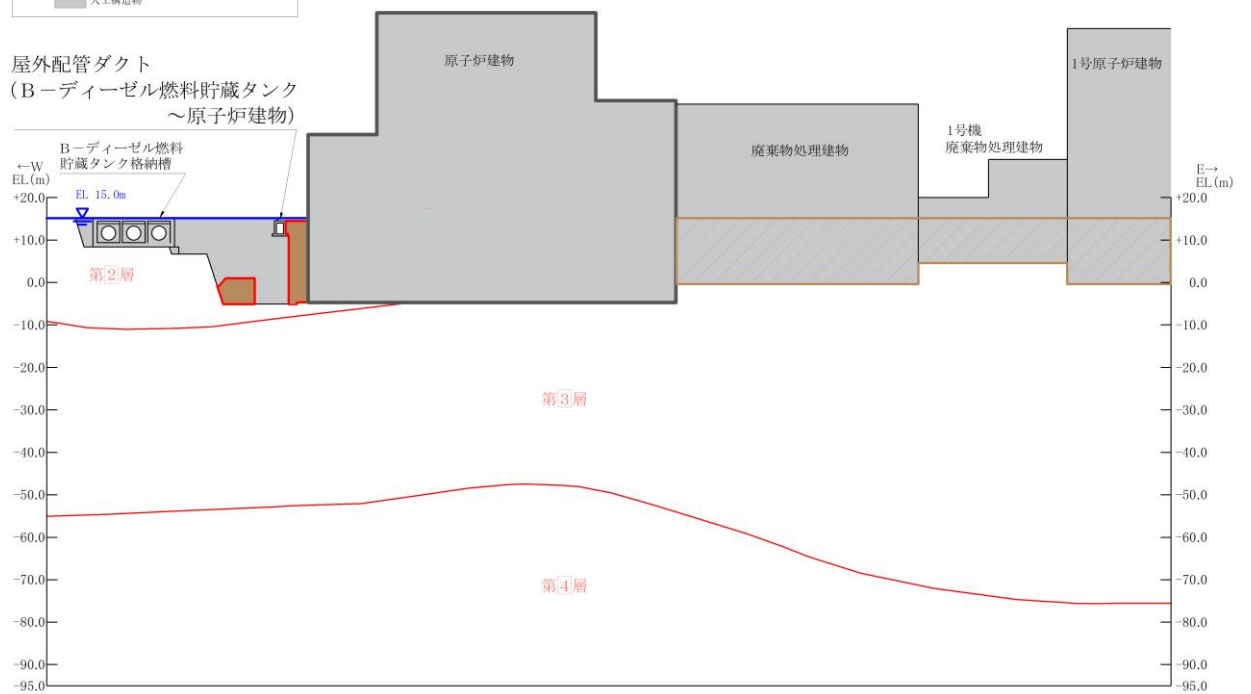 人工構造物
屋外配管ダクト
(B－ディーゼル燃料貯蔵タンク
～原子炉建物)
B－ディーゼル燃料
貯蔵タンク格納槽
原子炉建物
廃棄物処理建物
1号機
廃棄物処理建物
1号原子炉建物
←W
EL(m)
EL 15.0m
E→
EL(m)
+20.0
+10.0
0.0
-10.0
-20.0
-30.0
-40.0
-50.0
-60.0
-70.0
-80.0
-90.0
-95.0
第2層
第3層
第4層
+20.0
+10.0
0.0
-10.0
-20.0
-30.0
-40.0
-50.0
-60.0
-70.0
-80.0
-90.0
-95.0